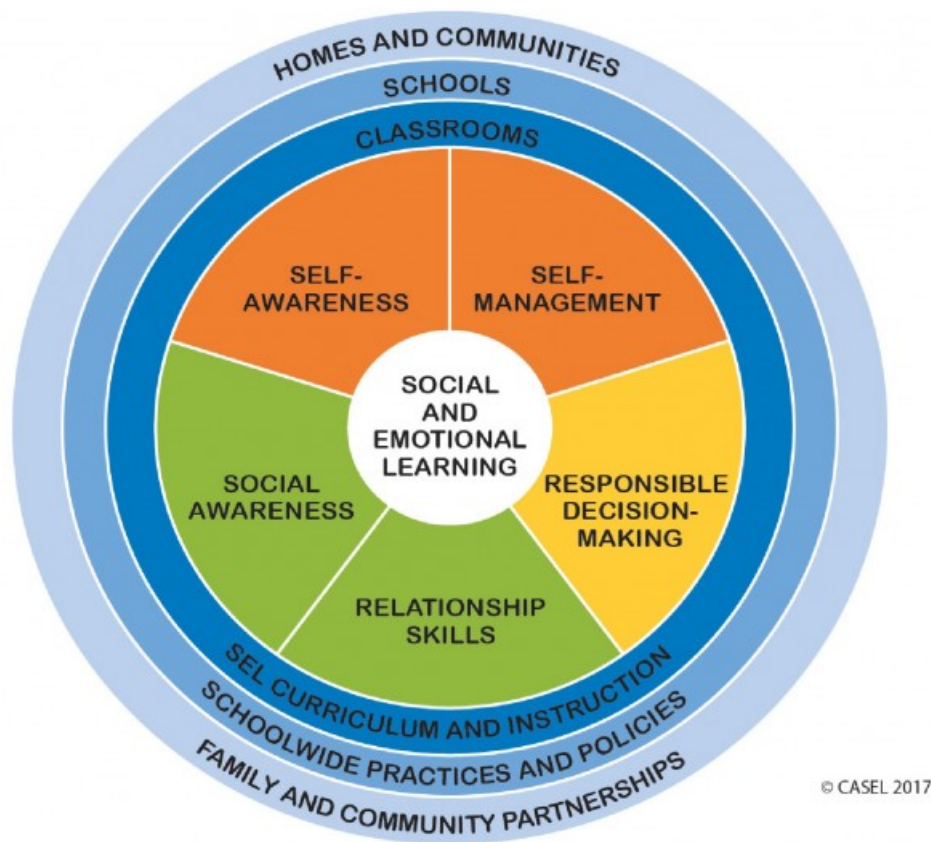 HOMES AND COMMUNITIES
SCHOOLS
CLASSROOMS
SELF-
AWARENESS
SELF-
MANAGEMENT
SOCIAL
AND
EMOTIONAL
LEARNING
SOCIAL
AWARENESS
RESPONSIBLE
DECISION-
MAKING
RELATIONSHIP
SKILLS
SEL CURRICULUM AND INSTRUCTION
SCHOOLWIDE PRACTICES AND POLICIES
FAMILY AND COMMUNITY PARTNERSHIPS
© CASEL 2017